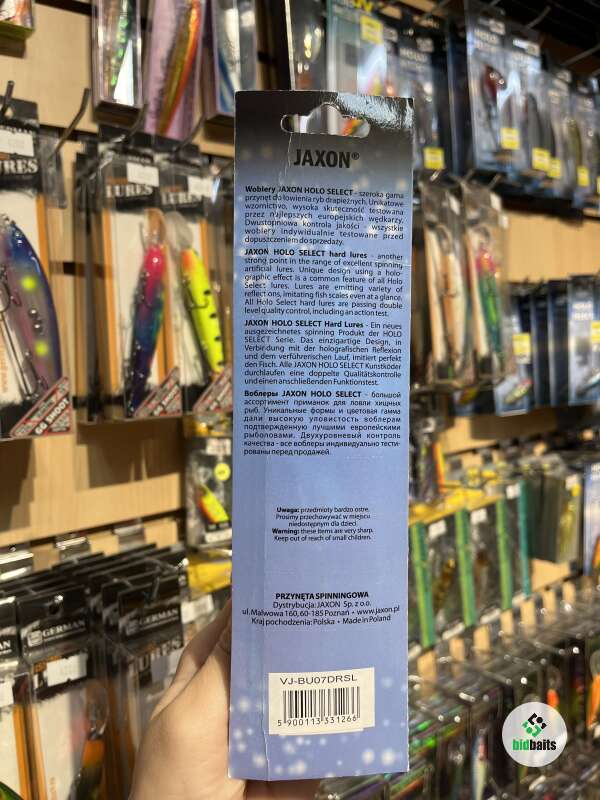 JAXON®
Woblery JAXON HOLO SELECT - szeroka gama
przynęt do łowienia ryb drapieżnych. Unikatowe
wzornictwo, wysoka skuteczność testowana
przez najlepszych europejskich wędkarzy.
Dwustopniowa kontrola jakości - wszystkie
woblery indywidualnie testowane przed
dopuszczeniem do sprzedaży.
JAXON HOLO SELECT hard lures - another
strong point in the range of excellent spinning
artificial lures. Unique design using a holo-
graphic effect is a common feature of all Holo
Select lures. Lures are emitting variety of
reflections, imitating fish scales even at a glance.
All Holo Select hard lures are passing double
level quality control, including an action test.
JAXON HOLO SELECT Hard Lures - Ein neues
ausgezeichnetes spinning Produkt der HOLO
SELECT Serie. Das einzigartige Design, in
Verbindung mit der holografischen Reflexion
und dem verführerischen Lauf, imitiert perfekt
den Fisch. Alle JAXON HOLO SELECT Kunstköder
durchlaufen eine doppelte Qualitätskontrolle
und einen anschließenden Funktionstest.
Воблеры JAXON HOLO SELECT - большой
ассортимент приманок для ловли хищных
рыб. Уникальные формы и цветовая гамма
дали высокую уловистость воблерам
подтверждённую лучшими европейскими
рыболовами. Двухуровневый контроль
качества - все воблеры индивидуально тести-
рованы перед продажей.
Uwaga: przedmioty bardzo ostre.
Prosimy przechowywać w miejscu
niedostępnym dla dzieci.
Warning: these items are very sharp.
Keep out of reach of small children.
PRZYNĘTA SPINNINGOWA
Dystrybucja: JAXON Sp. z o.o.
ul. Malwowa 160, 60-185 Poznań • www.jaxon.pl
Kraj pochodzenia: Polska • Made in Poland
VJ-BU07DRSL
5 900113 331266
GERMAN
LURES
LURES
GERMAN
bidbaits